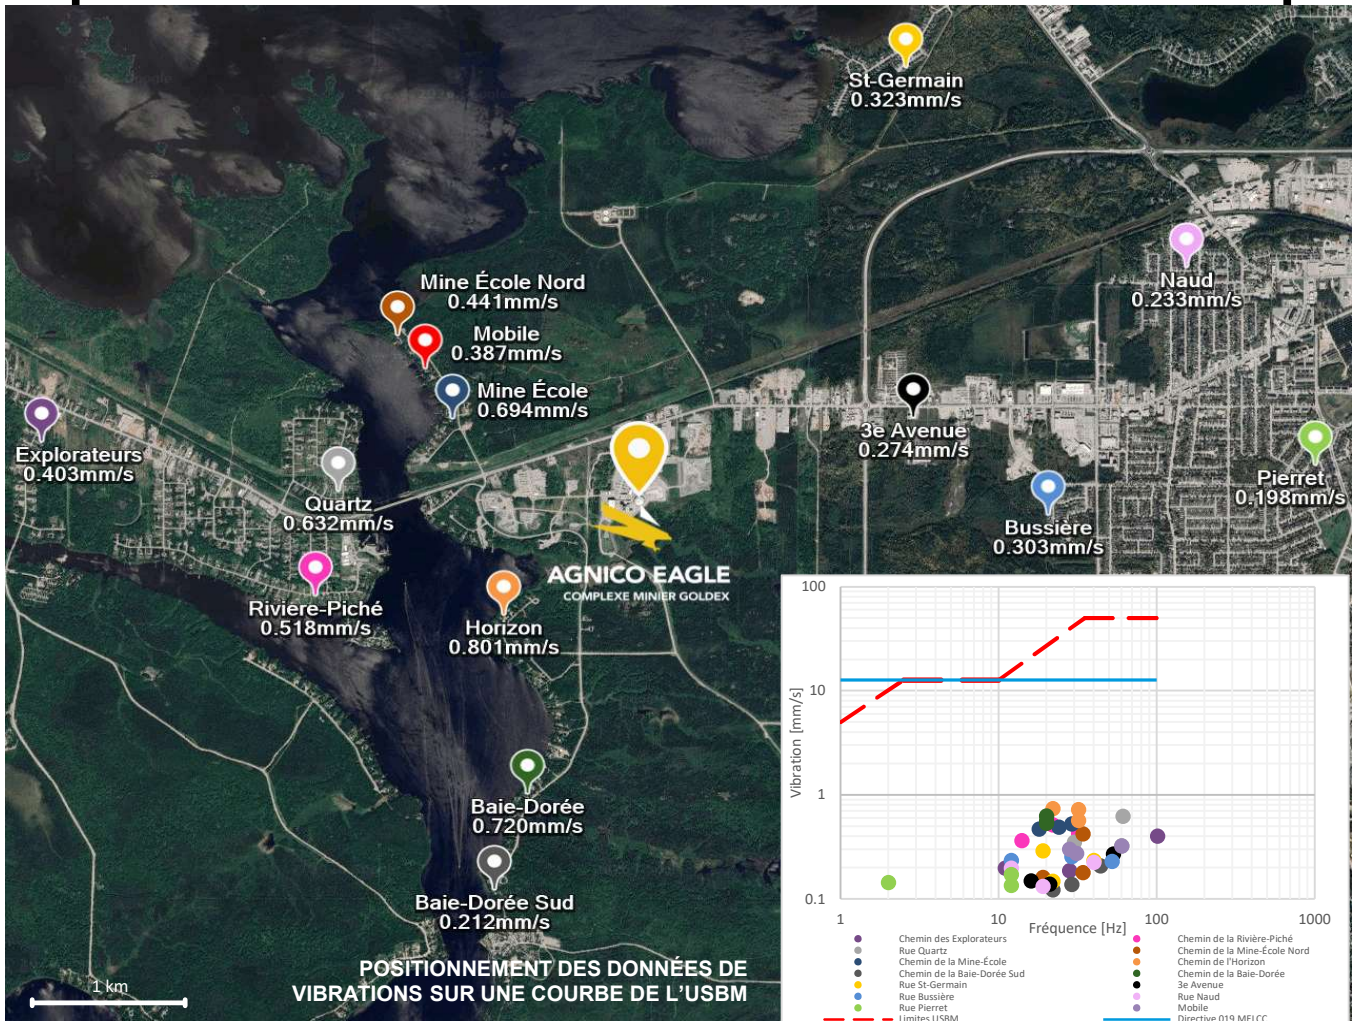 St-Germain
0.323mm/s
Naud
0.233mm/s
Mine École Nord
0.441mm/s
Mobile
0.387mm/s
Mine École
0.694mm/s
3e Avenue
0.274mm/s
Explorateurs
0.403mm/s
Quartz
0.632mm/s
Pierret
0.198mm/s
Bussière
0.303mm/s
Riviere-Piché
0.518mm/s
AGNICO EAGLE
COMPLEXE MINIER GOLDEX
Horizon
0.801mm/s
Baie-Dorée
0.720mm/s
Baie-Dorée Sud
0.212mm/s
POSITIONNEMENT DES DONNÉES DE
VIBRATIONS SUR UNE COURBE DE L'USBM
1 km
Vibration [mm/s]
100
10
1
0.1
1
10
100
1000
Fréquence [Hz]
Chemin des Explorateurs
Chemin de la Rivière-Piché
Rue Quartz
Chemin de la Mine-École Nord
Chemin de la Mine-École
Chemin de l'Horizon
Chemin de la Baie-Dorée Sud
Chemin de la Baie-Dorée
Rue St-Germain
3e Avenue
Rue Bussière
Rue Naud
Rue Pierret
Mobile
Limites USBM
Directive 019 MELCC